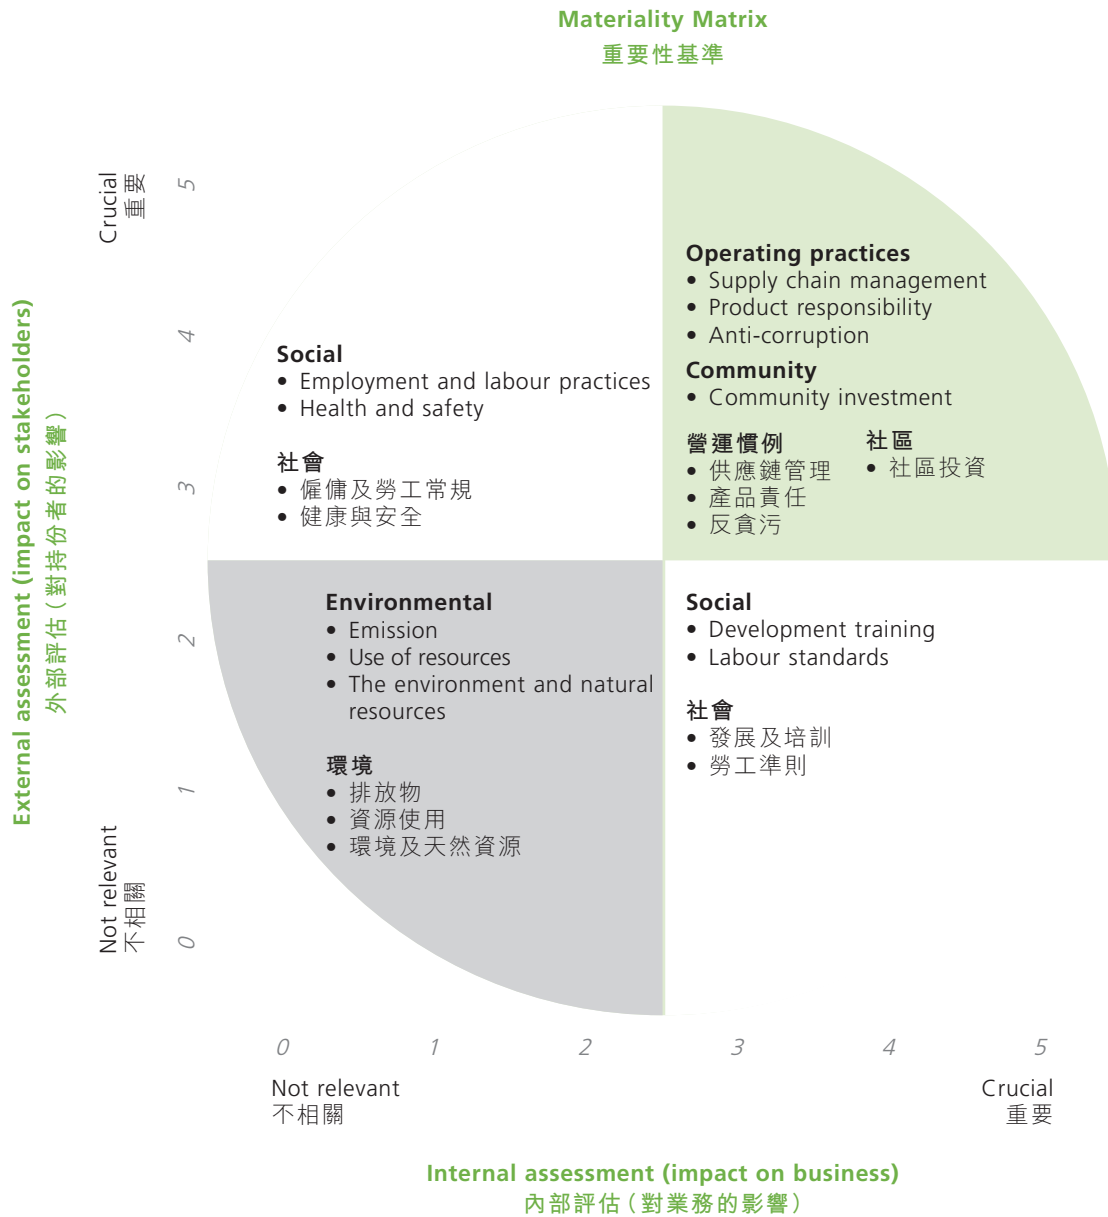 Materiality Matrix
重要性基準
Crucial
重要
5
4
3
2
1
0
Not relevant
不相關
External assessment (impact on stakeholders)
外部評估（對持份者的影響）
Social
• Employment and labour practices
• Health and safety
社會
• 僱傭及勞工常規
• 健康與安全
Operating practices
• Supply chain management
• Product responsibility
• Anti-corruption
Community
• Community investment
營運慣例
• 供應鏈管理
• 產品責任
• 反貪污
社區
• 社區投資
Environmental
• Emission
• Use of resources
• The environment and natural
resources
環境
• 排放物
• 資源使用
• 環境及天然資源
Social
• Development training
• Labour standards
社會
• 發展及培訓
• 勞工準則
0 1 2 3 4 5
Not relevant
不相關
Crucial
重要
Internal assessment (impact on business)
內部評估（對業務的影響）